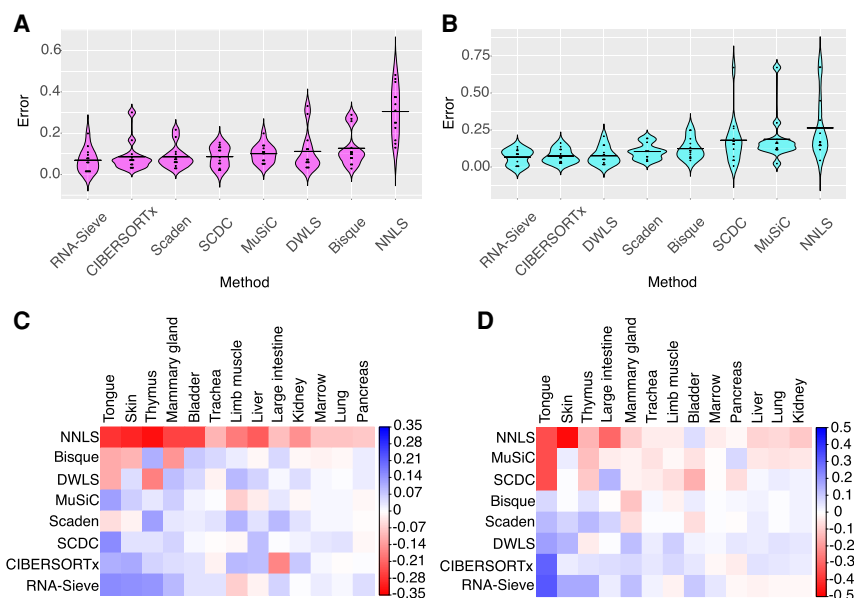 A
B
Error
0.6
0.4
0.2
0.0
RNA-Sieve
CIBERSORTx
Scaden
SCDC
MuSiC
DWLS
Bisque
NNLS
Method
Error
0.75
0.50
0.25
0.00
RNA-Sieve
CIBERSORTx
DWLS
Scaden
Bisque
SCDC
MuSiC
NNLS
Method
C
Tongue
Skin
Thymus
Mammary gland
Bladder
Trachea
Limb muscle
Liver
Large intestine
Kidney
Marrow
Lung
Pancreas
NNLS
Bisque
DWLS
MuSiC
Scaden
SCDC
CIBERSORTx
RNA-Sieve
0.35
0.28
0.21
0.14
0.07
0
-0.07
-0.14
-0.21
-0.28
-0.35
D
Tongue
Skin
Thymus
Large intestine
Mammary gland
Trachea
Limb muscle
Bladder
Marrow
Pancreas
Liver
Lung
Kidney
NNLS
MuSiC
SCDC
Bisque
Scaden
DWLS
CIBERSORTx
RNA-Sieve
0.5
0.4
0.3
0.2
0.1
0
-0.1
-0.2
-0.3
-0.4
-0.5